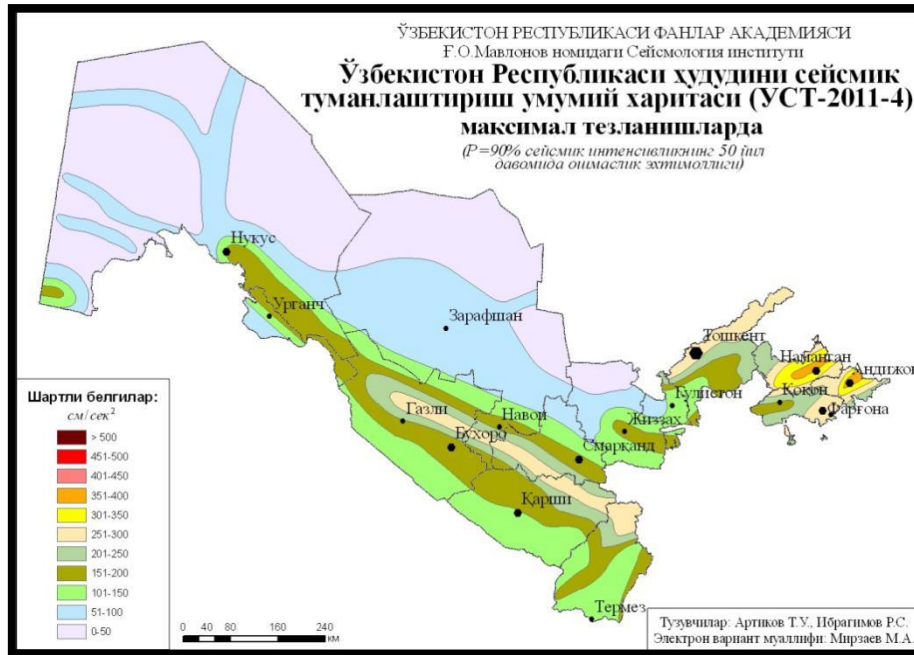 ЎЗБЕКИСТОН РЕСПУБЛИКАСИ ФАНЛАР АКАДЕМИЯСИ
Ғ.О.Мавлонов номидаги Сейсмология институти
Ўзбекистон Республикаси ҳудудини сейсмик
туманлаштириш умумий харитаси (УСТ-2011-4)
максимал тезланишларда
(P=90% сейсмик интенсивликнинг 50 йил
давомида ошмаслик эҳтимоллиги)
Нукус
Урганч
Зарафшан
Тошкент
Наманган
Андижон
Қоқон
Фарғона
Гулистон
Жиззах
Газли
Навои
Бухоро
Смарқанд
Қарши
Термез
Шартли белгилар:
см/сек²
> 500
451-500
401-450
351-400
301-350
251-300
201-250
151-200
101-150
51-100
0-50
0 40 80 160 240
км
Тузувчилар: Артиков Т.У., Ибрагимов Р.С.
Электрон вариант муаллифи: Мирзаев М.А.